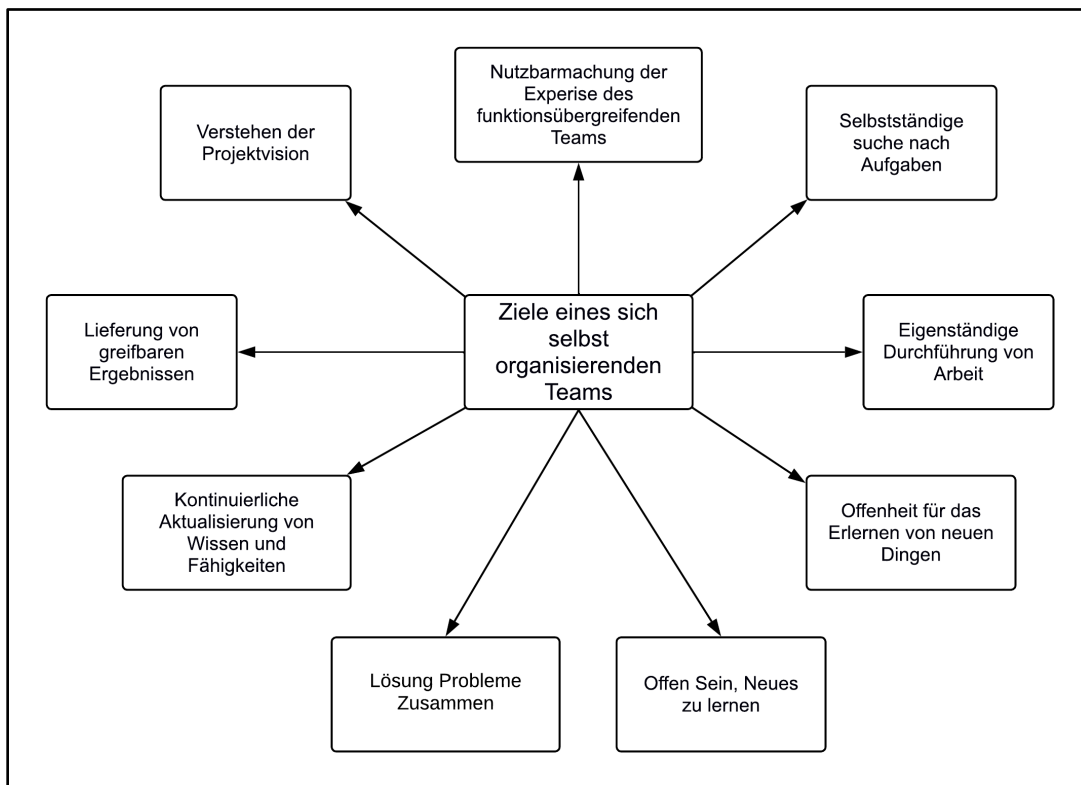 Nutzbarmachung der
Experise des
funktionsübergreifenden
Teams
Verstehen der
Projektvision
Selbstständige
suche nach
Aufgaben
Ziele eines sich
selbst
organisierenden
Teams
Lieferung von
greifbaren
Ergebnissen
Eigenständige
Durchführung von
Arbeit
Kontinuierliche
Aktualisierung von
Wissen und
Fähigkeiten
Offenheit für das
Erlernen von neuen
Dingen
Lösung Probleme
Zusammen
Offen Sein, Neues
zu lernen